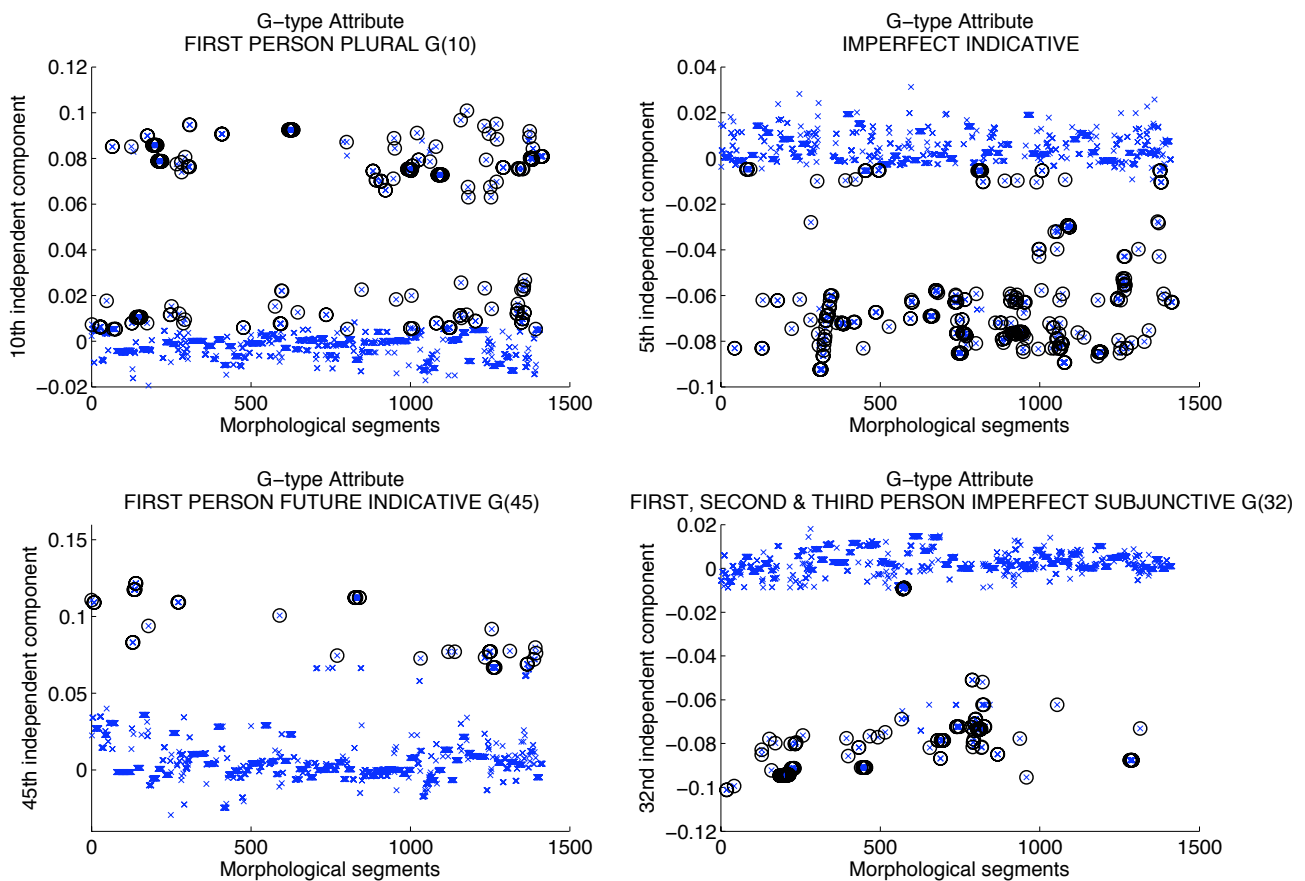 G−type Attribute
FIRST PERSON PLURAL G(10)
0.12
0.1
0.08
0.06
0.04
0.02
0
−0.02
10th independent component
0
500
1000
1500
Morphological segments
G−type Attribute
IMPERFECT INDICATIVE
0.04
0.02
0
−0.02
−0.04
−0.06
−0.08
−0.1
5th independent component
0
500
1000
1500
Morphological segments
G−type Attribute
FIRST PERSON FUTURE INDICATIVE G(45)
0.15
0.1
0.05
0
45th independent component
0
500
1000
1500
Morphological segments
G−type Attribute
FIRST, SECOND & THIRD PERSON IMPERFECT SUBJUNCTIVE G(32)
0.02
0
−0.02
−0.04
−0.06
−0.08
−0.1
−0.12
32nd independent component
0
500
1000
1500
Morphological segments